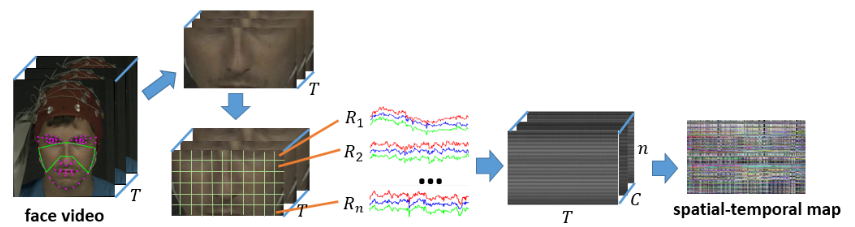 T
face video
T
T
R₁
R₂
...
Rₙ
T
n
C
spatial-temporal map